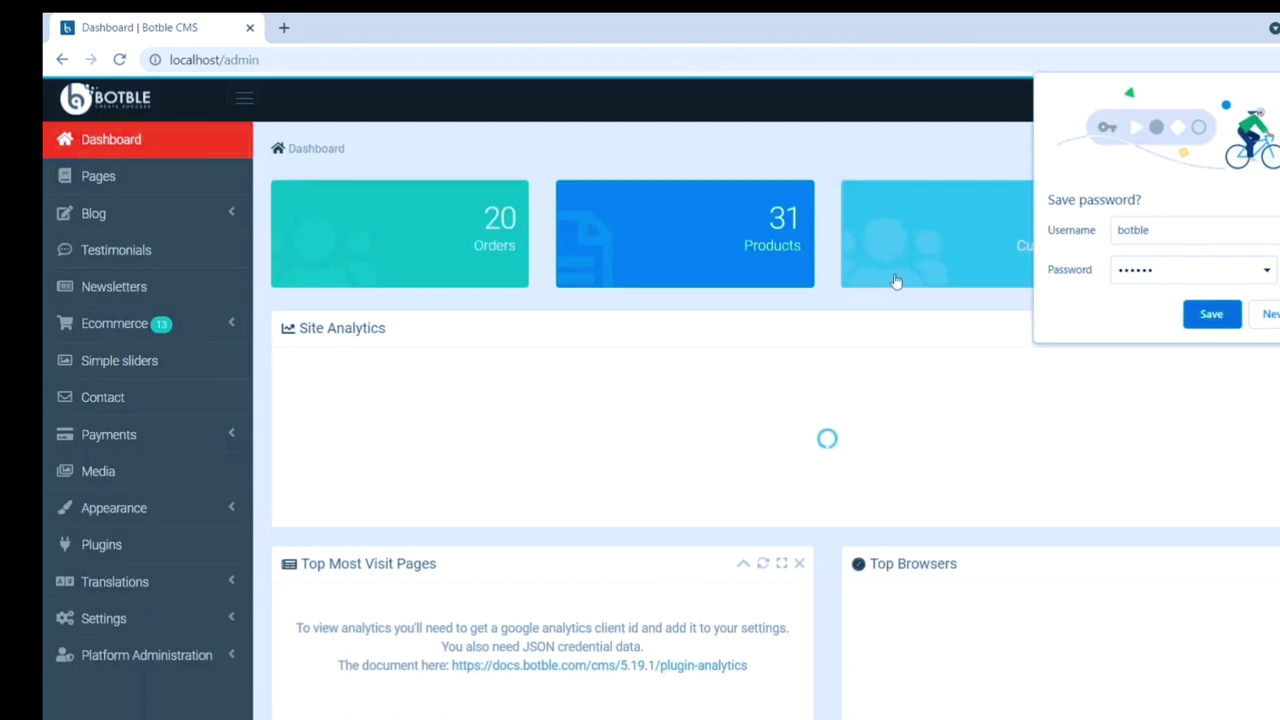 Dashboard | Botble CMS
localhost/admin
BOTBLE
Dashboard
Pages
Blog
Testimonials
Newsletters
Ecommerce 13
Simple sliders
Contact
Payments
Media
Appearance
Plugins
Translations
Settings
Platform Administration
Dashboard
20
Orders
31
Products
Cu
Site Analytics
Top Most Visit Pages
To view analytics you'll need to get a google analytics client id and add it to your settings.
You also need JSON credential data.
The document here: https://docs.botble.com/cms/5.19.1/plugin-analytics
Top Browsers
Save password?
Username botble
Password ••••••
Save
Nev